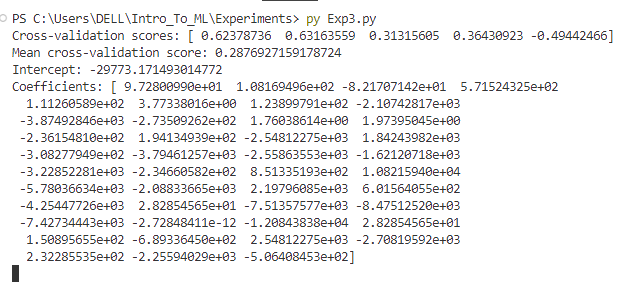 PS C:\Users\DELL\Intro_To_ML\Experiments> py Exp3.py
Cross-validation scores: [ 0.62378736  0.63163559  0.31315605  0.36430923 -0.49442466]
Mean cross-validation score: 0.2876927159178724
Intercept: -29773.171493014772
Coefficients: [ 9.72800990e+01  1.08169496e+02 -8.21707142e+01  5.71524325e+02
  1.11260589e+02  3.77338016e+00  1.23899791e+02 -2.10742817e+03
 -3.87492846e+03 -2.73509262e+02  1.76038614e+00  1.97395045e+00
 -2.36154810e+02  1.94134939e+02 -2.54812275e+03  1.84243982e+03
 -3.08277949e+02 -3.79461257e+03 -2.55863553e+03 -1.62120718e+03
 -3.22852281e+03 -2.34660582e+02  8.51335193e+02  1.08215940e+04
 -5.78036634e+03 -2.08833665e+03  2.19796085e+03  6.01564055e+02
 -4.25447726e+03  2.82854565e+01 -7.51357577e+03 -8.47512520e+03
 -7.42734443e+03 -2.72848411e-12 -1.20843838e+04  2.82854565e+01
  1.50895655e+02 -6.89336450e+02  2.54812275e+03 -2.70819592e+03
  2.32285535e+02 -2.25594029e+03 -5.06408453e+02]